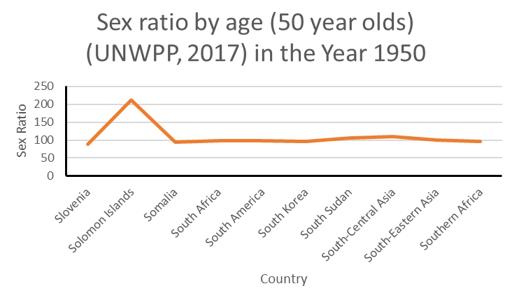 Sex ratio by age (50 year olds)
(UNWPP, 2017) in the Year 1950
250
200
150
100
50
0
Sex Ratio
Slovenia
Solomon Islands
Somalia
South Africa
South America
South Korea
South Sudan
South-Central Asia
South-Eastern Asia
Southern Africa
Country